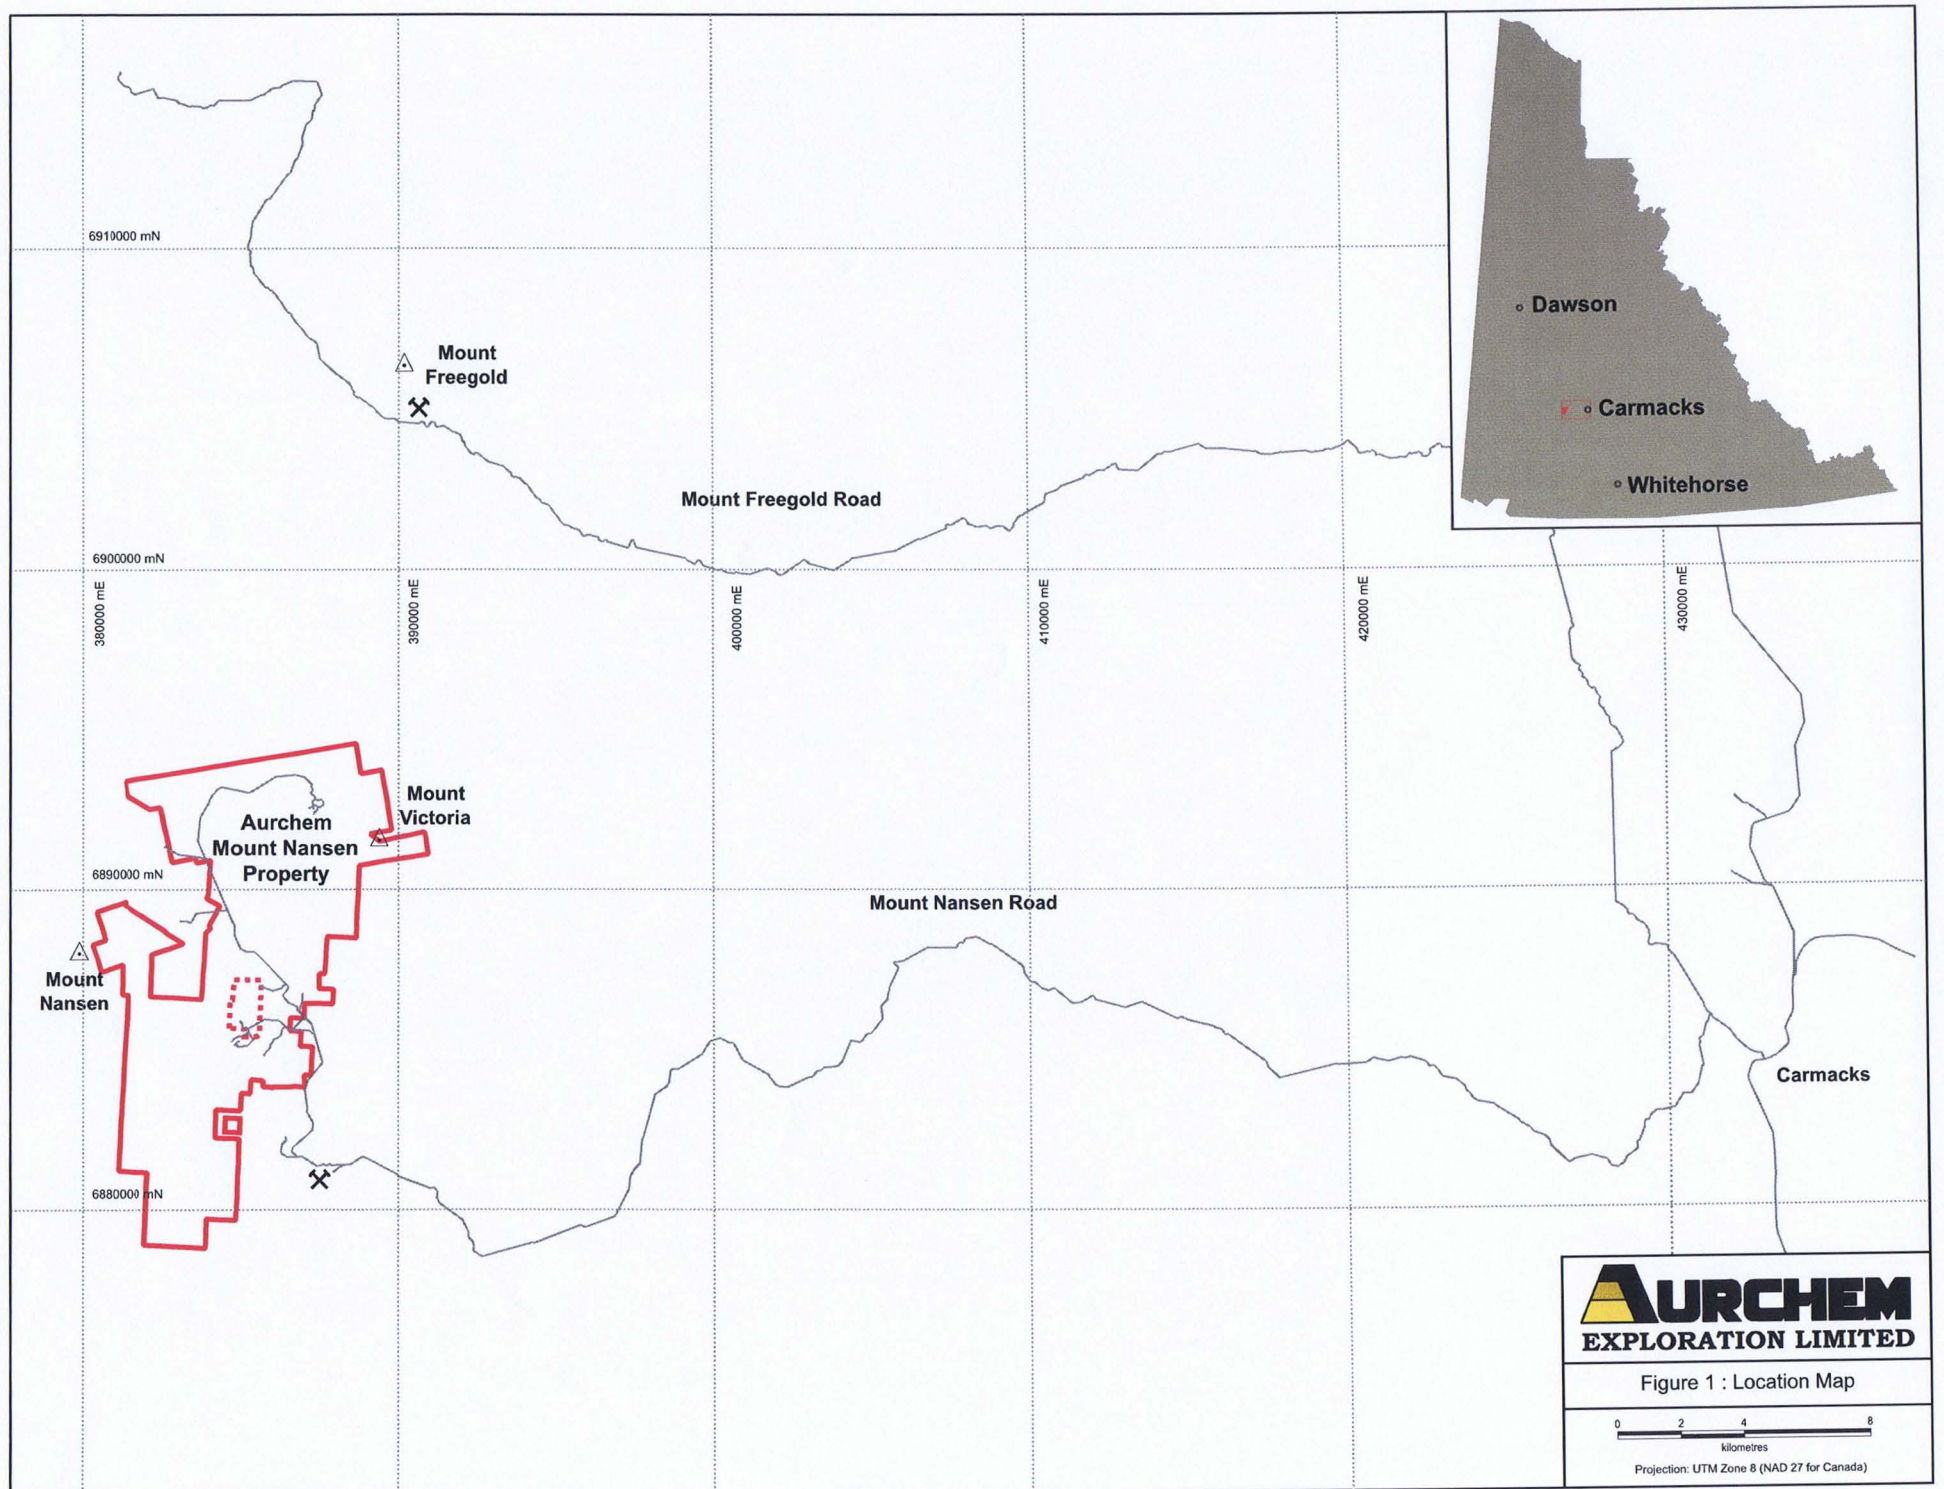 6910000 mN
Dawson
Mount
Freegold
Carmacks
Whitehorse
Mount Freegold Road
6900000 mN
380000 mE
390000 mE
400000 mE
410000 mE
420000 mE
430000 mE
Mount
Victoria
Aurchem
Mount Nansen
Property
6890000 mN
Mount Nansen Road
Mount
Nansen
Carmacks
6880000 mN
AURCHEM
EXPLORATION LIMITED
Figure 1 : Location Map
0 2 4 8
kilometres
Projection: UTM Zone 8 (NAD 27 for Canada)